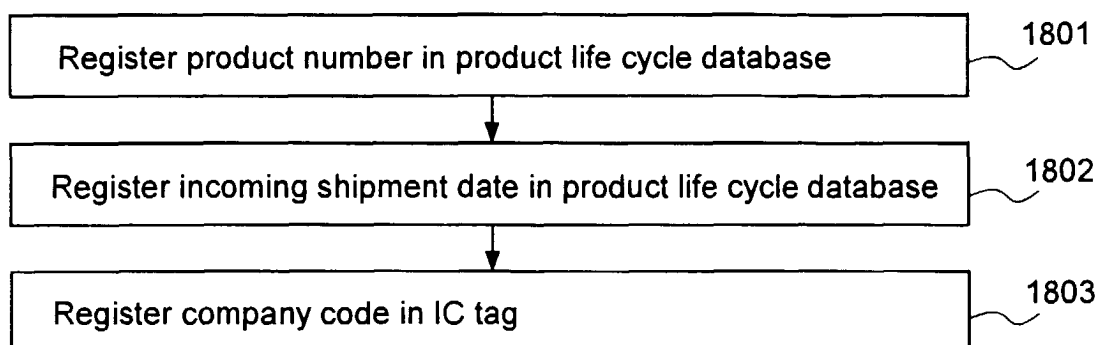 Register product number in product life cycle database
1801
Register incoming shipment date in product life cycle database
1802
Register company code in IC tag
1803